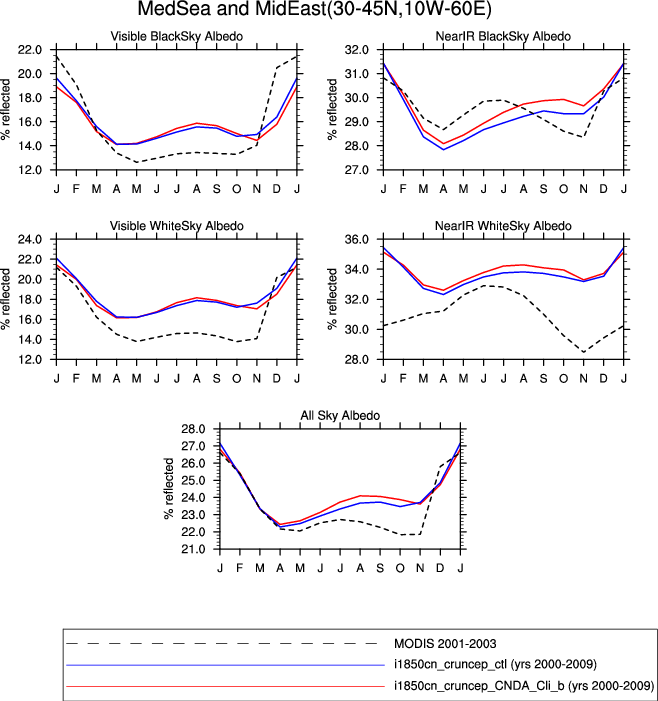 MedSea and MidEast(30-45N,10W-60E)
Visible BlackSky Albedo
% reflected
22.0
20.0
18.0
16.0
14.0
12.0
J F M A M J J A S O N D J
NearIR BlackSky Albedo
% reflected
32.0
31.0
30.0
29.0
28.0
27.0
J F M A M J J A S O N D J
Visible WhiteSky Albedo
% reflected
24.0
22.0
20.0
18.0
16.0
14.0
12.0
J F M A M J J A S O N D J
NearIR WhiteSky Albedo
% reflected
36.0
34.0
32.0
30.0
28.0
J F M A M J J A S O N D J
All Sky Albedo
% reflected
28.0
27.0
26.0
25.0
24.0
23.0
22.0
21.0
J F M A M J J A S O N D J
MODIS 2001-2003
i1850cn_cruncep_ctl (yrs 2000-2009)
i1850cn_cruncep_CNDA_Cli_b (yrs 2000-2009)